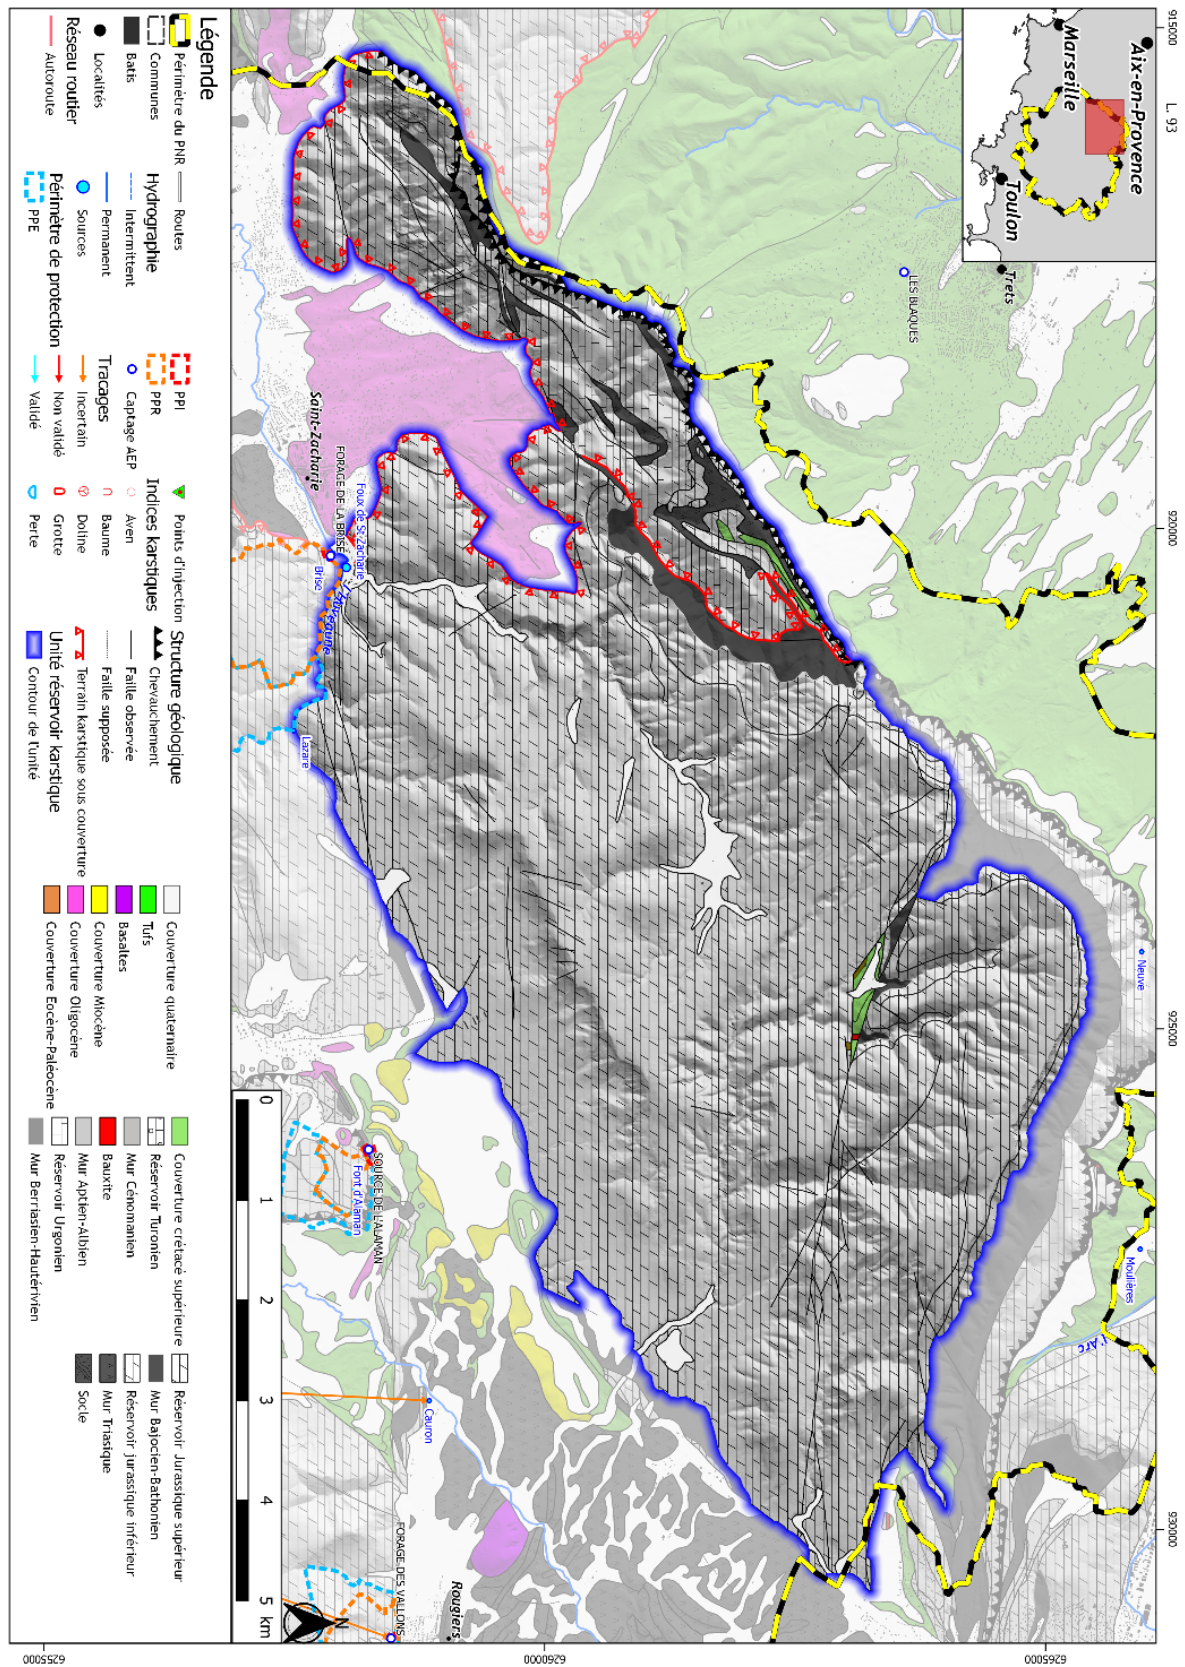 915000
L. 93
920000
925000
930000
Aix-en-Provence
Marseille
Toulon
Trets
LES BLAQUES
Saint-Zacharie
FORAGE DE LA BRISE
Foux de St-Zacharie
Brise
Huveaune
Lazare
Neuve
Moulières
l'Arc
SOURCE DE L'ALAMAN
Font d'Alaman
Cauron
FORAGE DES VALLONS
Rougiers
N
0
1
2
3
4
5 km
6255000
6260000
6265000
Légende
Périmètre du PNR
Communes
Batis
Localités
Réseau routier
Autoroute
Routes
Hydrographie
Intermittent
Permanent
Sources
Périmètre de protection
PPE
PPI
PPR
Captage AEP
Tracages
Incertain
Non validé
Validé
Points d'injection
Indices karstiques
Aven
Baume
Doline
Grotte
Perte
Structure géologique
Chevauchement
Faille observée
Faille supposée
Terrain karstique sous couverture
Unité réservoir karstique
Contour de l'unité
Couverture quaternaire
Tufs
Basaltes
Couverture Miocène
Couverture Oligocène
Couverture Eocène-Paléocène
Couverture crétacé supérieure
Réservoir Turonien
Mur Cénomanien
Bauxite
Mur Aptien-Albien
Réservoir Urgonien
Mur Berriasien-Hautérivien
Réservoir Jurassique supérieur
Mur Bajocien-Bathonien
Réservoir jurassique inférieur
Mur Triasique
Socle